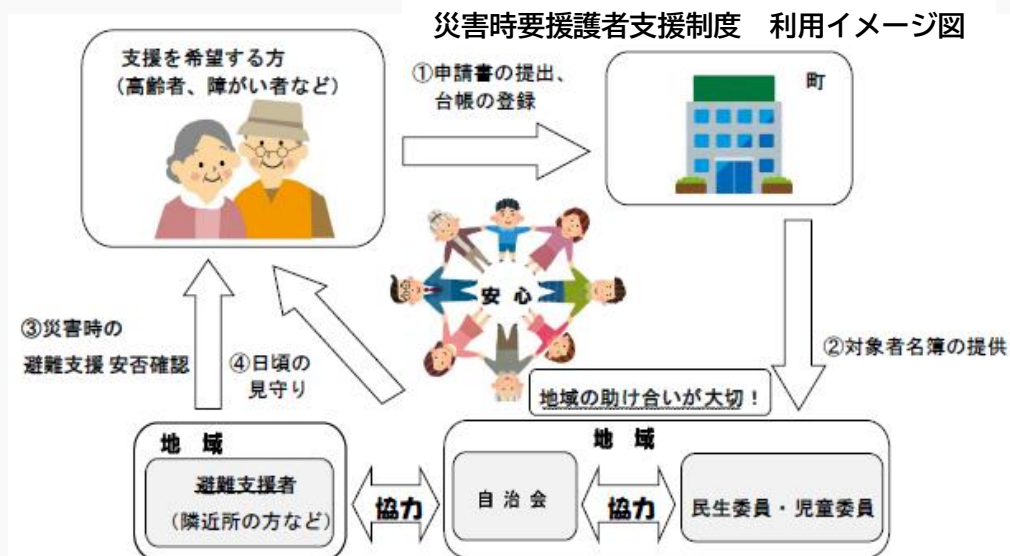 災害時要援護者支援制度　利用イメージ図
支援を希望する方
（高齢者、障がい者など）
①申請書の提出、
台帳の登録
町
安 心
③災害時の
避難支援 安否確認
④日頃の
見守り
②対象者名簿の提供
地域の助け合いが大切！
地 域
避難支援者
（隣近所の方など）
協力
地 域
自 治 会
協力
民生委員・児童委員